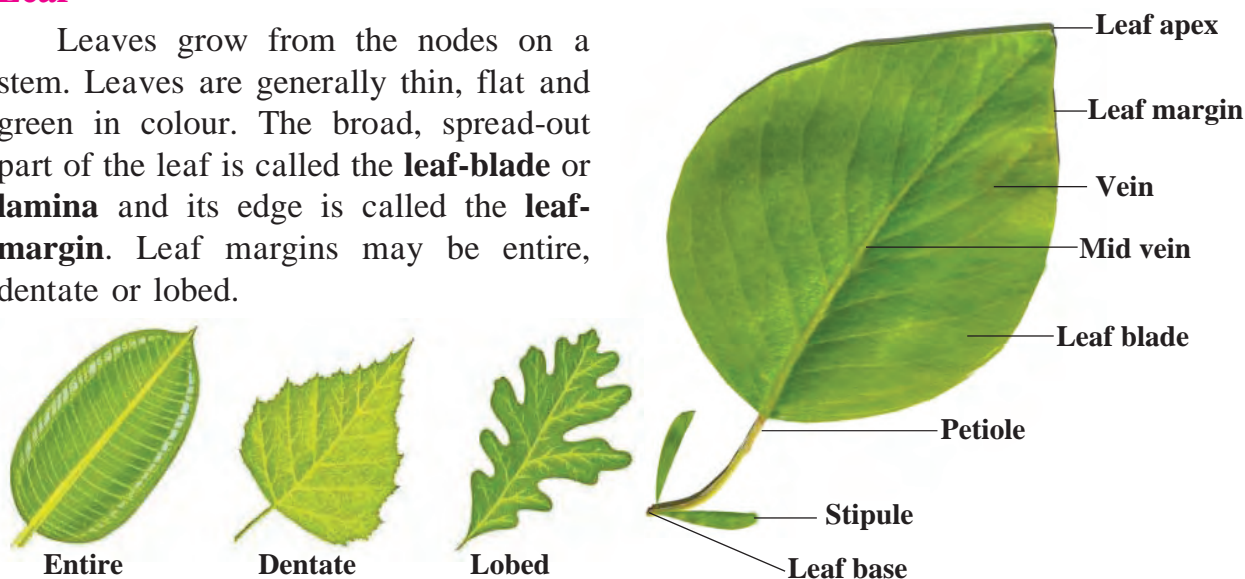 Leaf
Leaves grow from the nodes on a
stem. Leaves are generally thin, flat and
green in colour. The broad, spread-out
part of the leaf is called the leaf-blade or
lamina and its edge is called the leaf-
margin. Leaf margins may be entire,
dentate or lobed.
Entire
Dentate
Lobed
Leaf apex
Leaf margin
Vein
Mid vein
Leaf blade
Petiole
Stipule
Leaf base